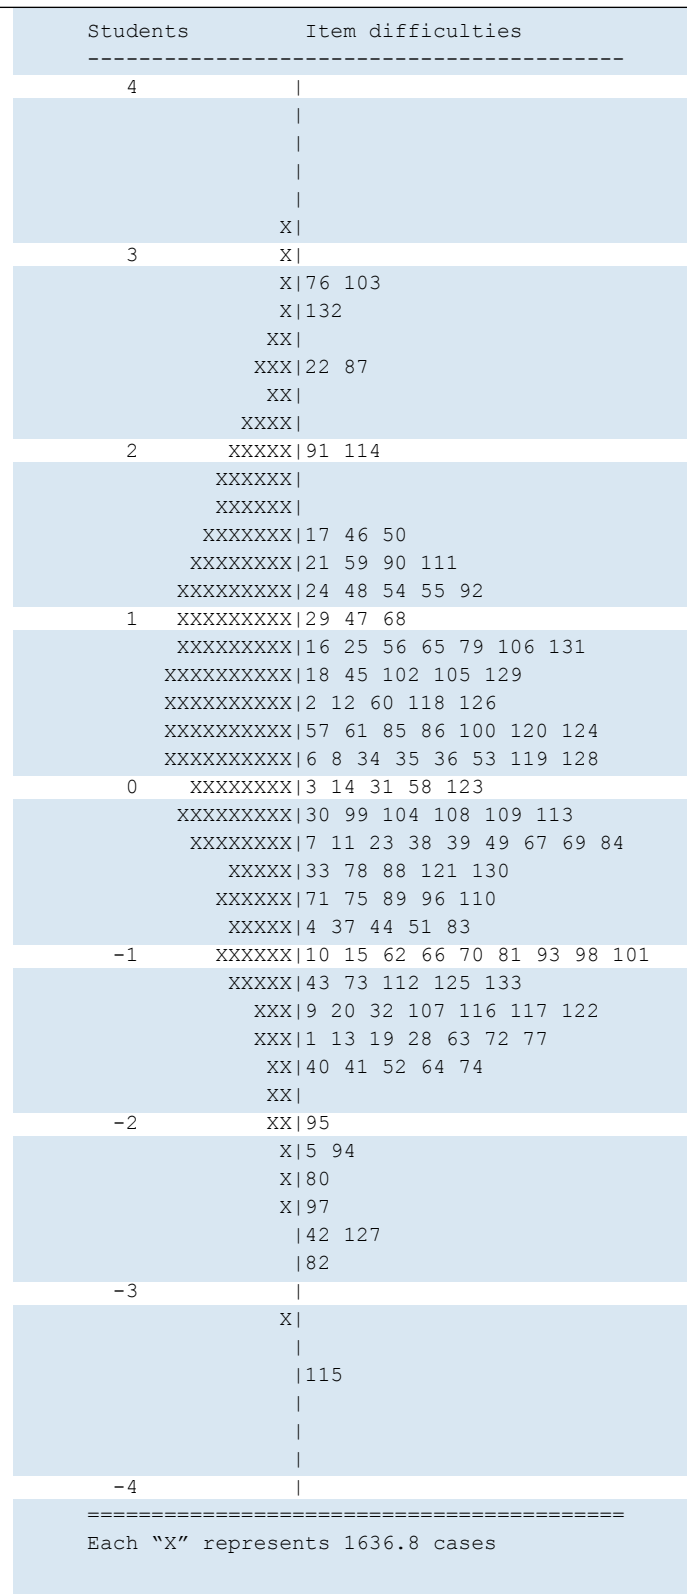 Students Item difficulties
------------------------------------------
4 |
|
|
|
|
X|
3 X|
X|76 103
X|132
XX|
XXX|22 87
XX|
XXXX|
2 XXXXX|91 114
XXXXXX|
XXXXXX|
XXXXXXX|17 46 50
XXXXXXXX|21 59 90 111
XXXXXXXXX|24 48 54 55 92
1 XXXXXXXXX|29 47 68
XXXXXXXXX|16 25 56 65 79 106 131
XXXXXXXXXX|18 45 102 105 129
XXXXXXXXXX|2 12 60 118 126
XXXXXXXXXX|57 61 85 86 100 120 124
XXXXXXXXXX|6 8 34 35 36 53 119 128
0 XXXXXXXX|3 14 31 58 123
XXXXXXXXX|30 99 104 108 109 113
XXXXXXXX|7 11 23 38 39 49 67 69 84
XXXXX|33 78 88 121 130
XXXXXX|71 75 89 96 110
XXXXX|4 37 44 51 83
-1 XXXXXX|10 15 62 66 70 81 93 98 101
XXXXX|43 73 112 125 133
XXX|9 20 32 107 116 117 122
XXX|1 13 19 28 63 72 77
XX|40 41 52 64 74
XX|
-2 XX|95
X|5 94
X|80
X|97
|42 127
|82
-3 |
X|
|
|115
|
|
|
-4 |
==========================================
Each “X” represents 1636.8 cases